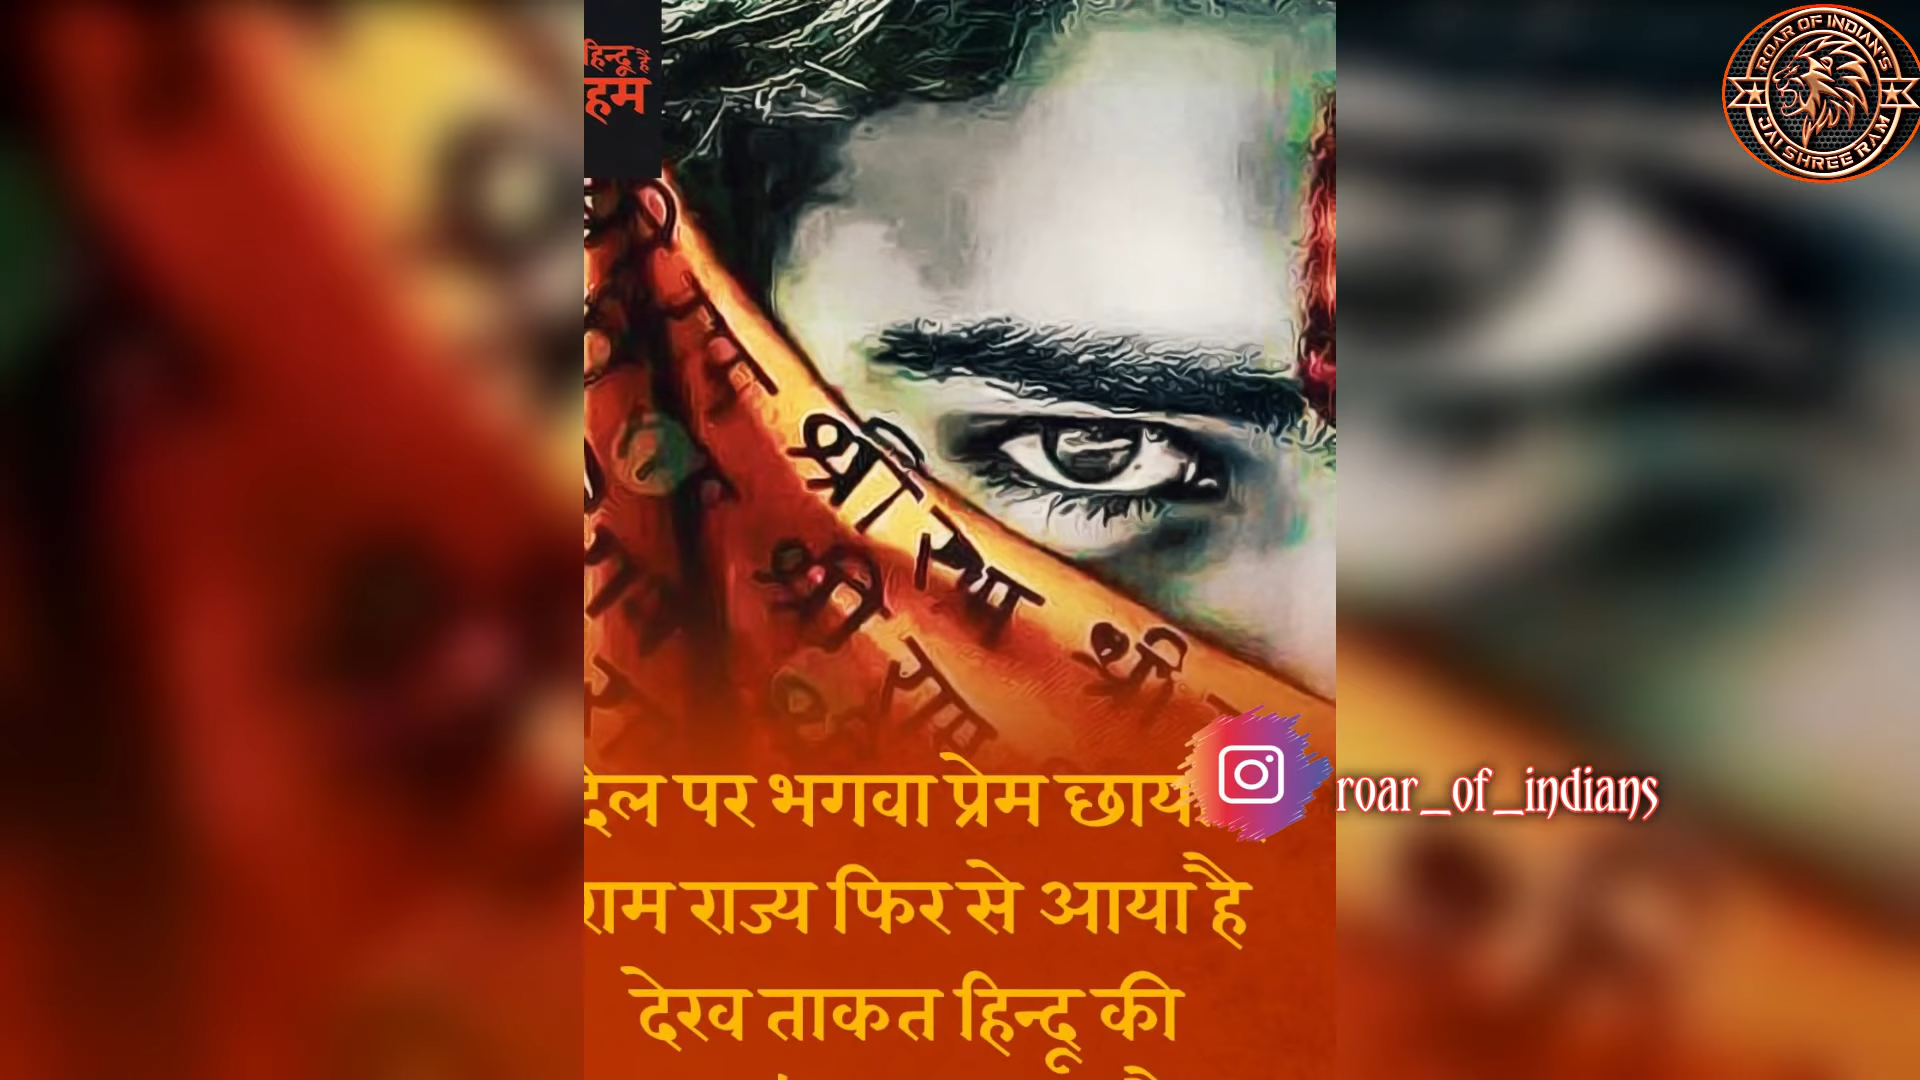 हिन्दू हैं
हम
ROAR OF INDIAN'S
JAI SHREE RAM
श्री राम श्री
श्री
राम
पर भगवा प्रेम
roar_of_indians
राम राज्य फिर से आया है
देख ताकत हिन्दू की